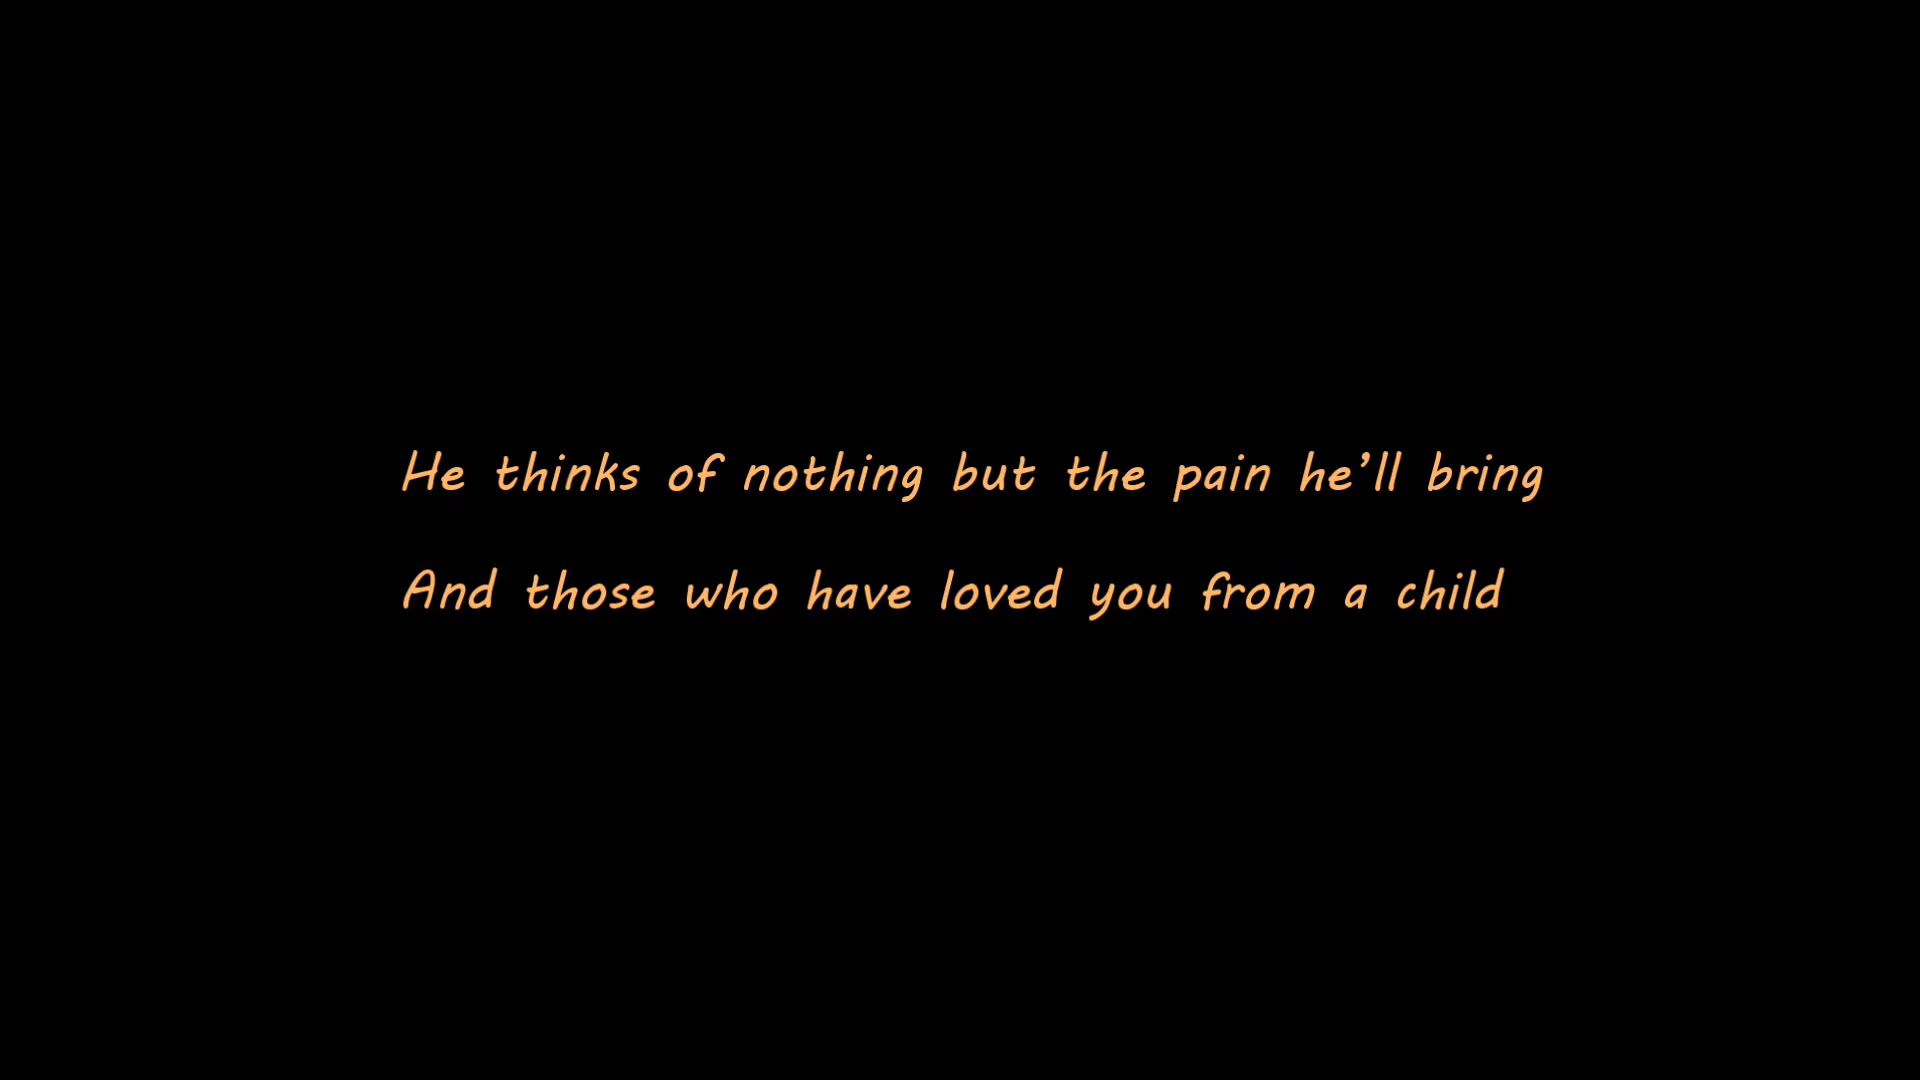 He thinks of nothing but the pain he’ll bring
And those who have loved you from a child